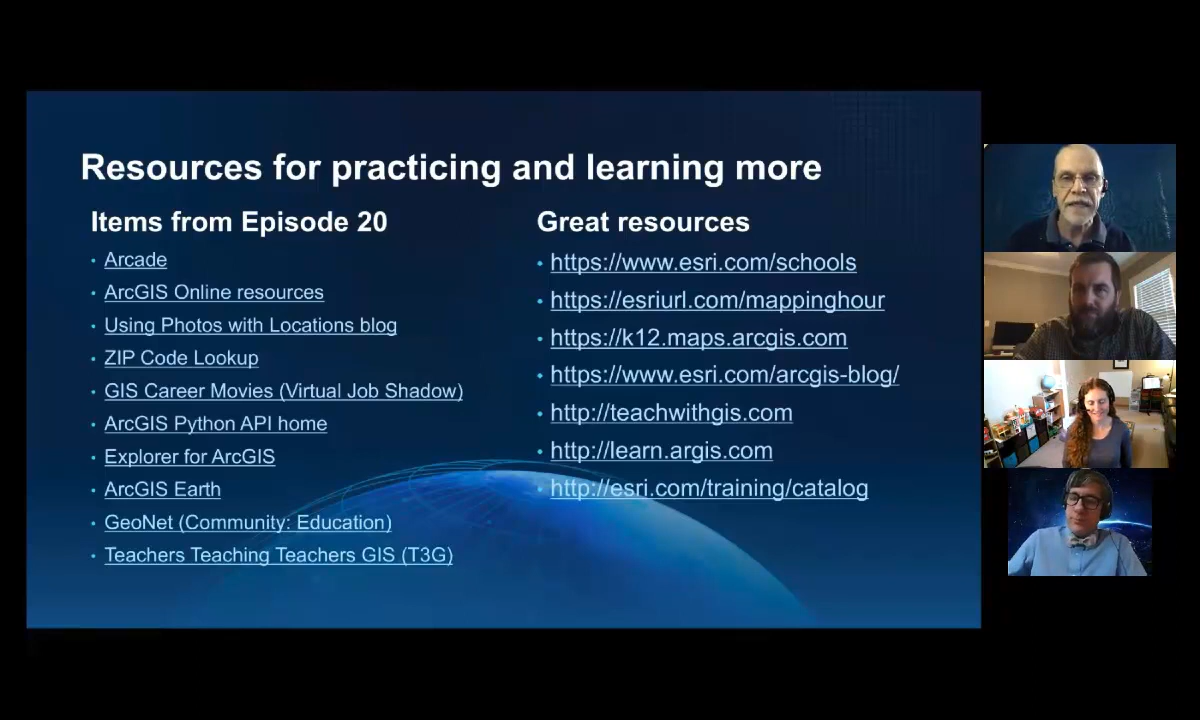 Resources for practicing and learning more
Items from Episode 20
Arcade
ArcGIS Online resources
Using Photos with Locations blog
ZIP Code Lookup
GIS Career Movies (Virtual Job Shadow)
ArcGIS Python API home
Explorer for ArcGIS
ArcGIS Earth
GeoNet (Community: Education)
Teachers Teaching Teachers GIS (T3G)
Great resources
https://www.esri.com/schools
https://esriurl.com/mappinghour
https://k12.maps.arcgis.com
https://www.esri.com/arcgis-blog/
http://teachwithgis.com
http://learn.argis.com
http://esri.com/training/catalog